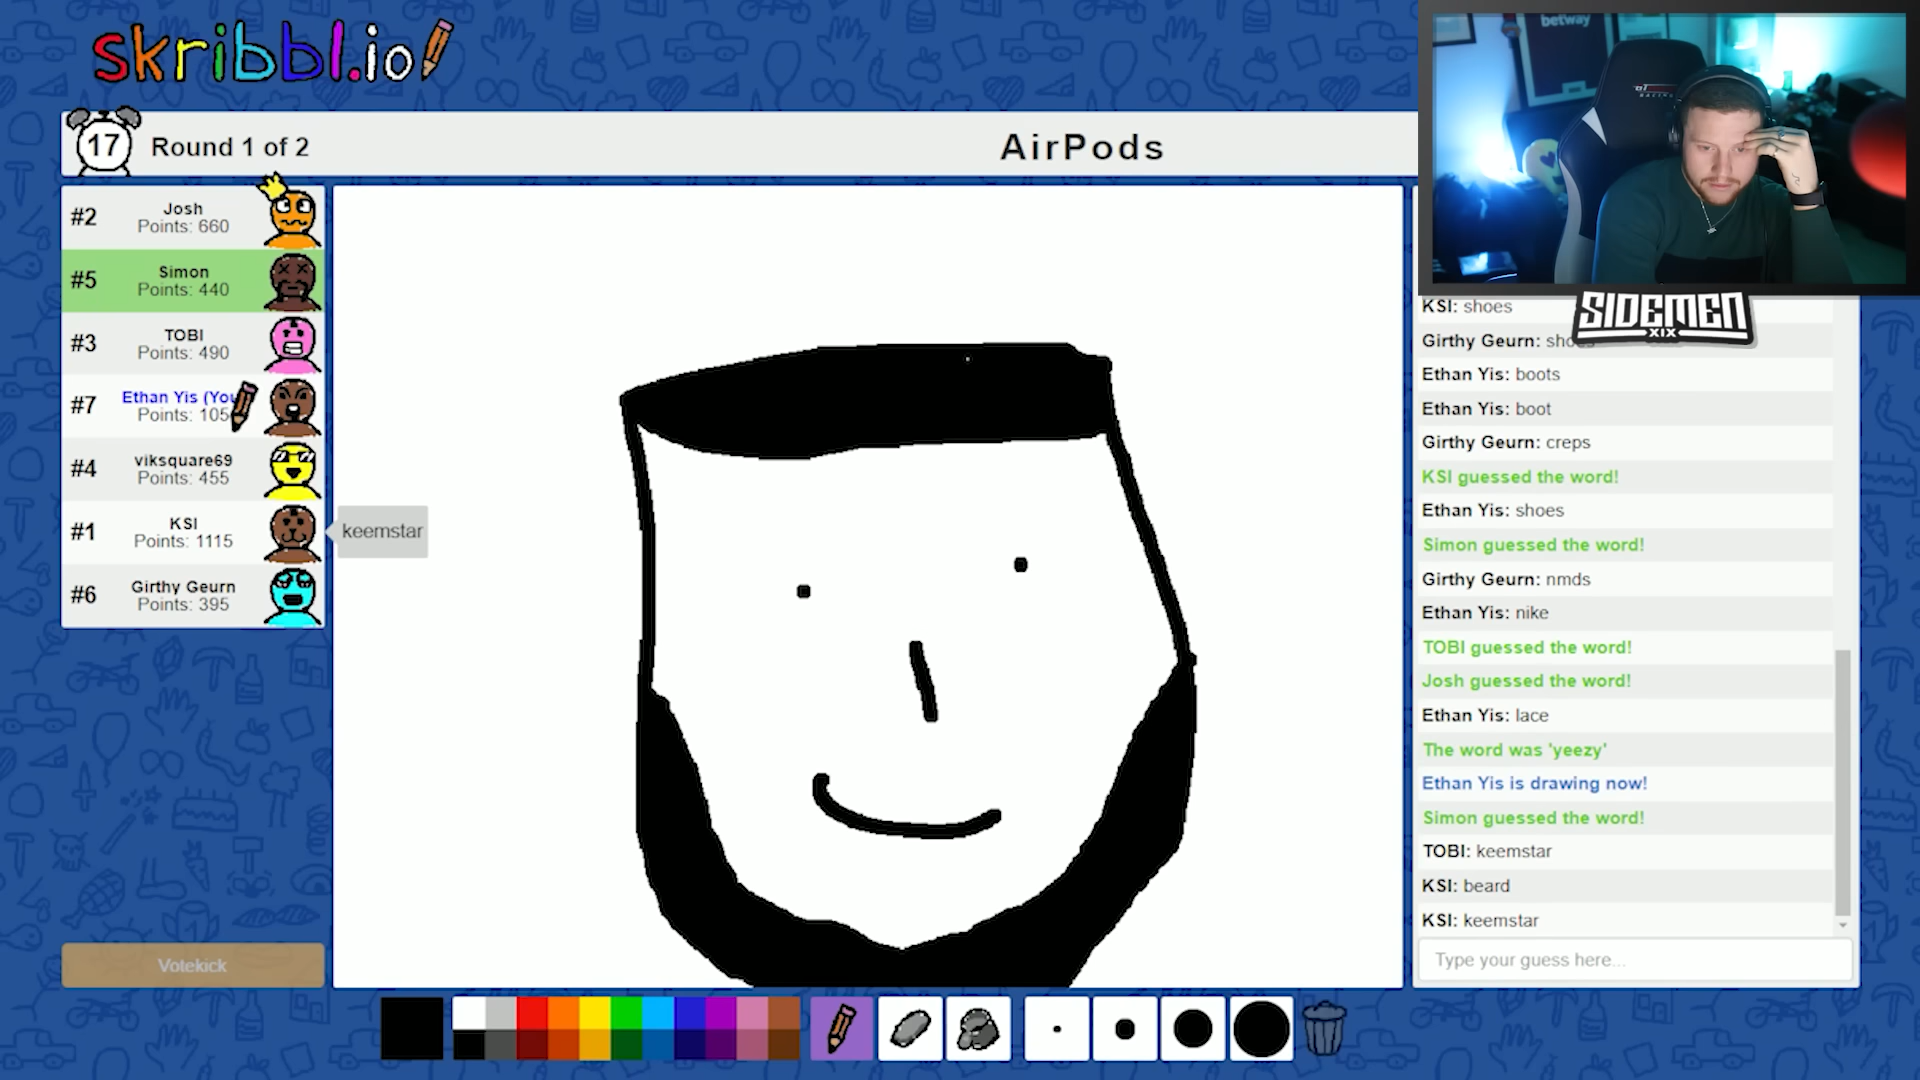 skribbl.io
betway
17
Round 1 of 2
AirPods
#2
Josh
Points: 660
#5
Simon
Points: 440
#3
TOBI
Points: 490
#7
Ethan Yis (You
Points: 105
#4
viksquare69
Points: 455
#1
KSI
Points: 1115
keemstar
#6
Girthy Geurn
Points: 395
Votekick
SIDEMEN
XIX
KSI: shoes
Girthy Geurn: shoes
Ethan Yis: boots
Ethan Yis: boot
Girthy Geurn: creps
KSI guessed the word!
Ethan Yis: shoes
Simon guessed the word!
Girthy Geurn: nmds
Ethan Yis: nike
TOBI guessed the word!
Josh guessed the word!
Ethan Yis: lace
The word was 'yeezy'
Ethan Yis is drawing now!
Simon guessed the word!
TOBI: keemstar
KSI: beard
KSI: keemstar
Type your guess here...